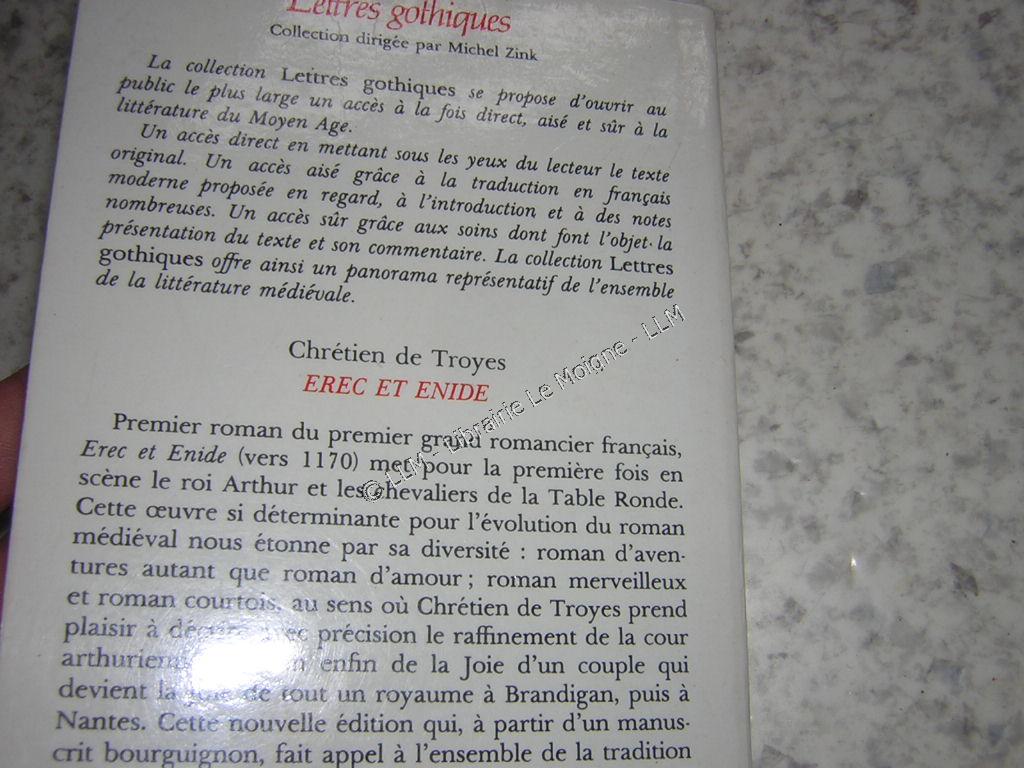 Lettres gothiques
Collection dirigée par Michel Zink
La collection Lettres gothiques se propose d'ouvrir au
public le plus large un accès à la fois direct, aisé et sûr à la
littérature du Moyen Age.
Un accès direct en mettant sous les yeux du lecteur le texte
original. Un accès aisé grâce à la traduction en français
moderne proposée en regard, à l'introduction et à des notes
nombreuses. Un accès sûr grâce aux soins dont font l'objet la
présentation du texte et son commentaire. La collection Lettres
gothiques offre ainsi un panorama représentatif de l'ensemble
de la littérature médiévale.
Chrétien de Troyes
EREC ET ENIDE
Premier roman du premier grand romancier français,
Erec et Enide (vers 1170) met pour la première fois en
scène le roi Arthur et les chevaliers de la Table Ronde.
Cette œuvre si déterminante pour l'évolution du roman
médiéval nous étonne par sa diversité : roman d'aven-
tures autant que roman d'amour ; roman merveilleux
et roman courtois, au sens où Chrétien de Troyes prend
plaisir à précision le raffinement de la cour
enfin de la Joie d'un couple qui
devient la joie de tout un royaume à Brandigan, puis à
Nantes. Cette nouvelle édition qui, à partir d'un manus-
crit bourguignon, fait appel à l'ensemble de la tradition
© LLM - Librairie Le Moigne - LLM